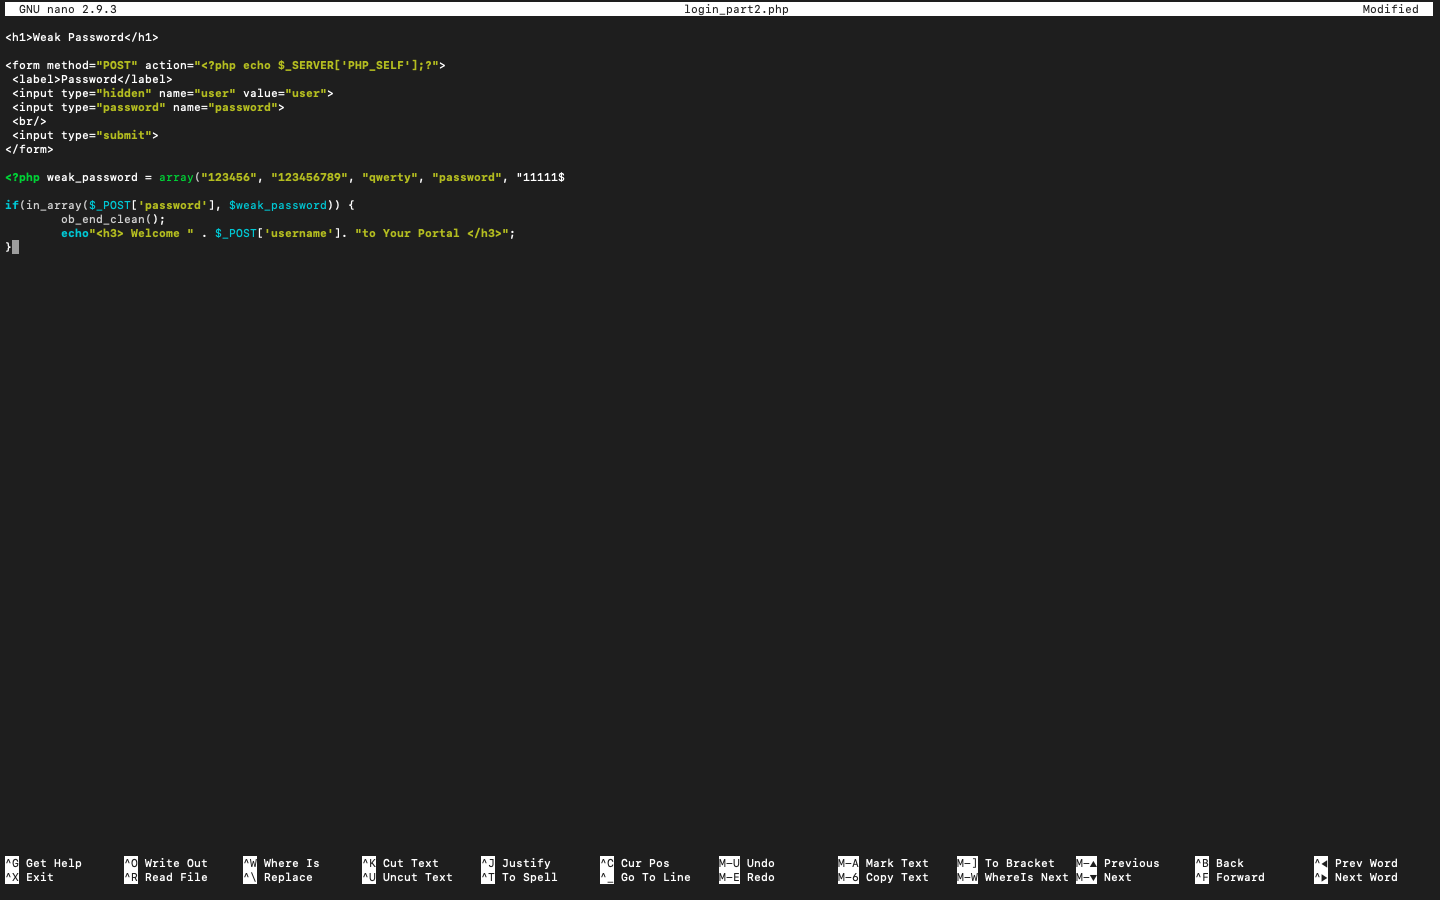 GNU nano 2.9.3 login_part2.php Modified
<h1>Weak Password</h1>
<form method="POST" action="<?php echo $_SERVER['PHP_SELF'];?">
<label>Password</label>
<input type="hidden" name="user" value="user">
<input type="password" name="password">
<br/>
<input type="submit">
</form>
<?php weak_password = array("123456", "123456789", "qwerty", "password", "11111$
if(in_array($_POST['password'], $weak_password)) {
ob_end_clean();
echo"<h3> Welcome " . $_POST['username']. "to Your Portal </h3>";
}
^G Get Help ^O Write Out ^W Where Is ^K Cut Text ^J Justify ^C Cur Pos M-U Undo M-A Mark Text M-] To Bracket M-▲ Previous ^B Back ^◀ Prev Word
^X Exit ^R Read File ^\ Replace ^U Uncut Text ^T To Spell ^_ Go To Line M-E Redo M-6 Copy Text M-W WhereIs Next M-▼ Next ^F Forward ^▶ Next Word